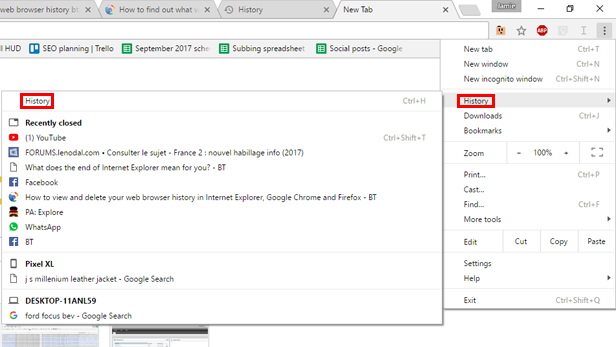 web browser history bt
How to find out what w
History
New Tab
Jamie
HUD
SEO planning | Trello
September 2017 sche
Subbing spreadsheet
Social posts - Google
ABP
New tab Ctrl+T
New window Ctrl+N
New incognito window Ctrl+Shift+N
History
Downloads Ctrl+J
Bookmarks
Zoom - 100% +
Print... Ctrl+P
Cast...
Find... Ctrl+F
More tools
Edit Cut Copy Paste
Settings
Help
Exit Ctrl+Shift+Q
History Ctrl+H
Recently closed
(1) YouTube Ctrl+Shift+T
FORUMS.lenodal.com • Consulter le sujet - France 2 : nouvel habillage info (2017)
What does the end of Internet Explorer mean for you? - BT
Facebook
How to view and delete your web browser history in Internet Explorer, Google Chrome and Firefox - BT
PA: Explore
WhatsApp
BT
Pixel XL
j s millenium leather jacket - Google Search
DESKTOP-11ANL59
ford focus bev - Google Search